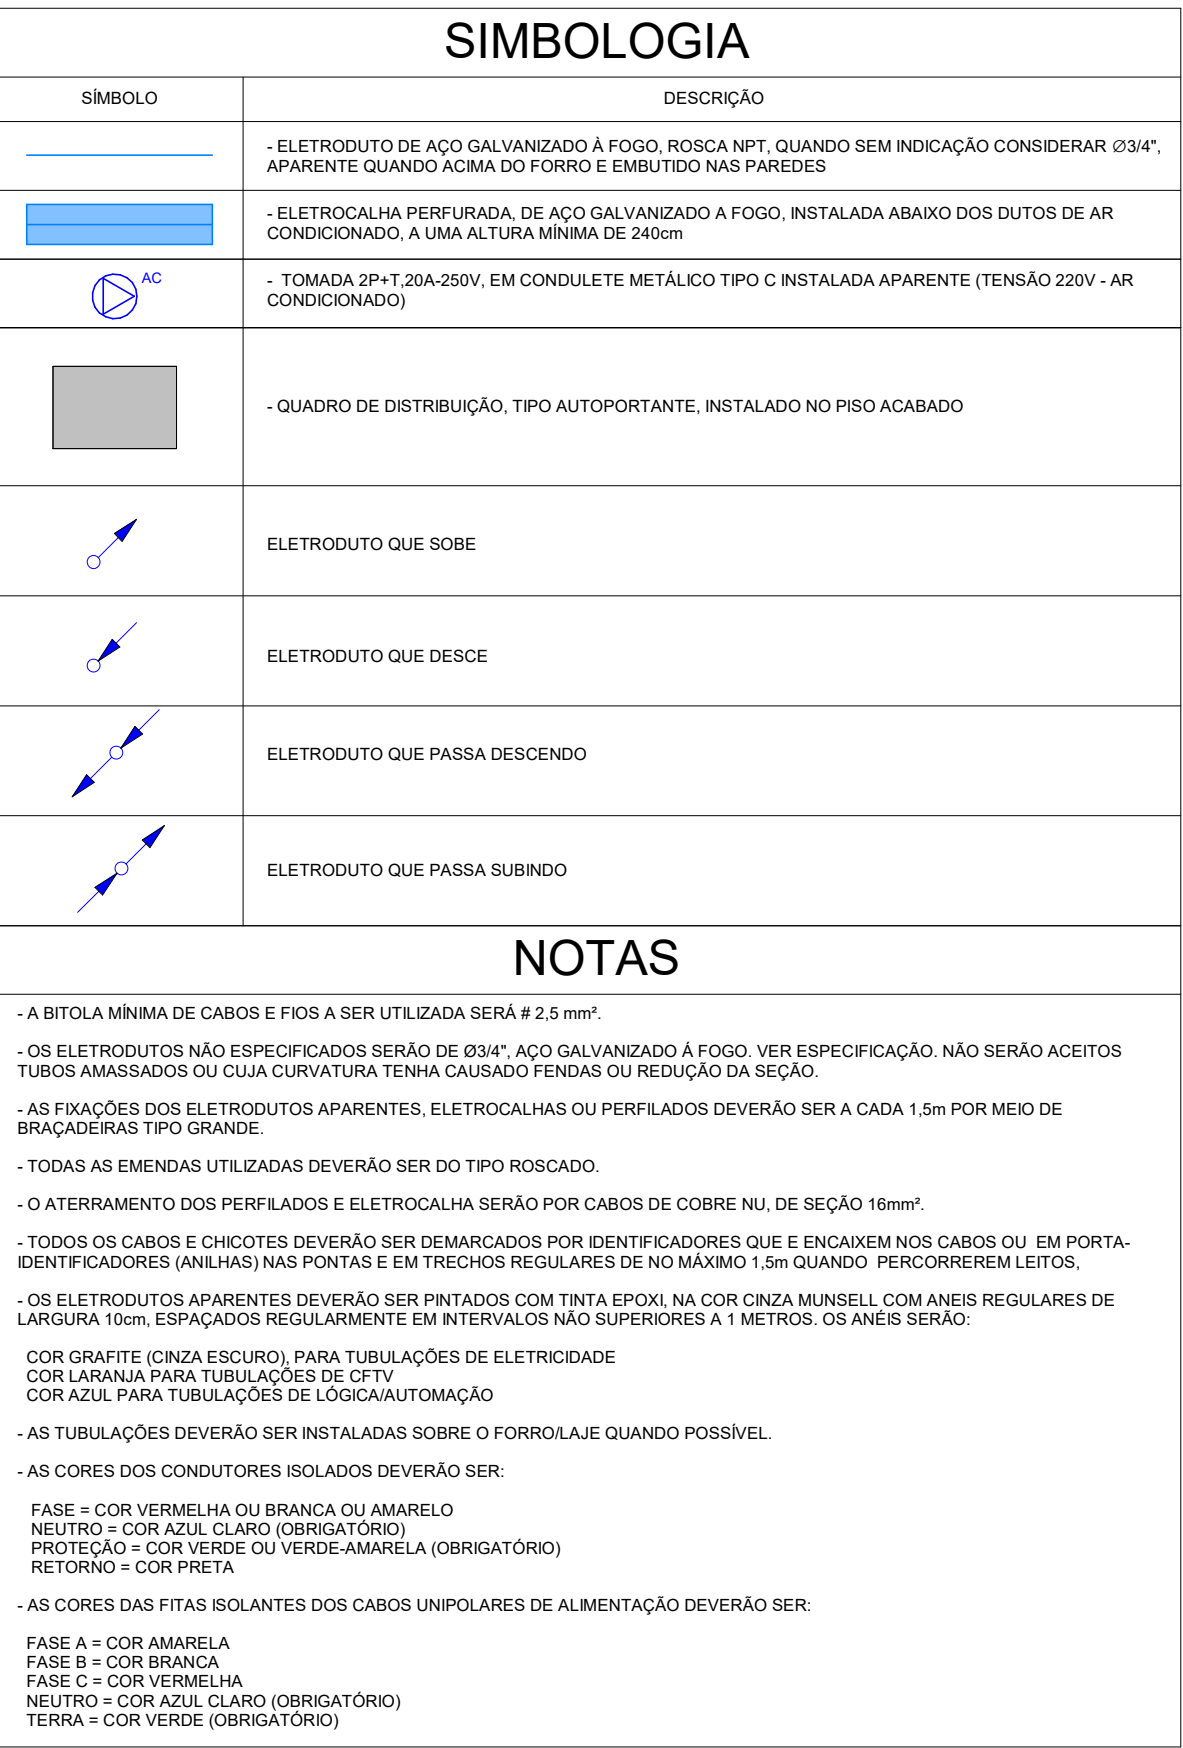 SIMBOLOGIA
SÍMBOLO
DESCRIÇÃO
- ELETRODUTO DE AÇO GALVANIZADO À FOGO, ROSCA NPT, QUANDO SEM INDICAÇÃO CONSIDERAR ∅3/4",
APARENTE QUANDO ACIMA DO FORRO E EMBUTIDO NAS PAREDES
- ELETROCALHA PERFURADA, DE AÇO GALVANIZADO A FOGO, INSTALADA ABAIXO DOS DUTOS DE AR
CONDICIONADO, A UMA ALTURA MÍNIMA DE 240cm
AC
- TOMADA 2P+T,20A-250V, EM CONDULETE METÁLICO TIPO C INSTALADA APARENTE (TENSÃO 220V - AR
CONDICIONADO)
- QUADRO DE DISTRIBUIÇÃO, TIPO AUTOPORTANTE, INSTALADO NO PISO ACABADO
ELETRODUTO QUE SOBE
ELETRODUTO QUE DESCE
ELETRODUTO QUE PASSA DESCENDO
ELETRODUTO QUE PASSA SUBINDO
NOTAS
- A BITOLA MÍNIMA DE CABOS E FIOS A SER UTILIZADA SERÁ # 2,5 mm².
- OS ELETRODUTOS NÃO ESPECIFICADOS SERÃO DE Ø3/4", AÇO GALVANIZADO Á FOGO. VER ESPECIFICAÇÃO. NÃO SERÃO ACEITOS
TUBOS AMASSADOS OU CUJA CURVATURA TENHA CAUSADO FENDAS OU REDUÇÃO DA SEÇÃO.
- AS FIXAÇÕES DOS ELETRODUTOS APARENTES, ELETROCALHAS OU PERFILADOS DEVERÃO SER A CADA 1,5m POR MEIO DE
BRAÇADEIRAS TIPO GRANDE.
- TODAS AS EMENDAS UTILIZADAS DEVERÃO SER DO TIPO ROSCADO.
- O ATERRAMENTO DOS PERFILADOS E ELETROCALHA SERÃO POR CABOS DE COBRE NU, DE SEÇÃO 16mm².
- TODOS OS CABOS E CHICOTES DEVERÃO SER DEMARCADOS POR IDENTIFICADORES QUE E ENCAIXEM NOS CABOS OU EM PORTA-
IDENTIFICADORES (ANILHAS) NAS PONTAS E EM TRECHOS REGULARES DE NO MÁXIMO 1,5m QUANDO PERCORREREM LEITOS,
- OS ELETRODUTOS APARENTES DEVERÃO SER PINTADOS COM TINTA EPOXI, NA COR CINZA MUNSELL COM ANEIS REGULARES DE
LARGURA 10cm, ESPAÇADOS REGULARMENTE EM INTERVALOS NÃO SUPERIORES A 1 METROS. OS ANÉIS SERÃO:
COR GRAFITE (CINZA ESCURO), PARA TUBULAÇÕES DE ELETRICIDADE
COR LARANJA PARA TUBULAÇÕES DE CFTV
COR AZUL PARA TUBULAÇÕES DE LÓGICA/AUTOMAÇÃO
- AS TUBULAÇÕES DEVERÃO SER INSTALADAS SOBRE O FORRO/LAJE QUANDO POSSÍVEL.
- AS CORES DOS CONDUTORES ISOLADOS DEVERÃO SER:
FASE = COR VERMELHA OU BRANCA OU AMARELO
NEUTRO = COR AZUL CLARO (OBRIGATÓRIO)
PROTEÇÃO = COR VERDE OU VERDE-AMARELA (OBRIGATÓRIO)
RETORNO = COR PRETA
- AS CORES DAS FITAS ISOLANTES DOS CABOS UNIPOLARES DE ALIMENTAÇÃO DEVERÃO SER:
FASE A = COR AMARELA
FASE B = COR BRANCA
FASE C = COR VERMELHA
NEUTRO = COR AZUL CLARO (OBRIGATÓRIO)
TERRA = COR VERDE (OBRIGATÓRIO)